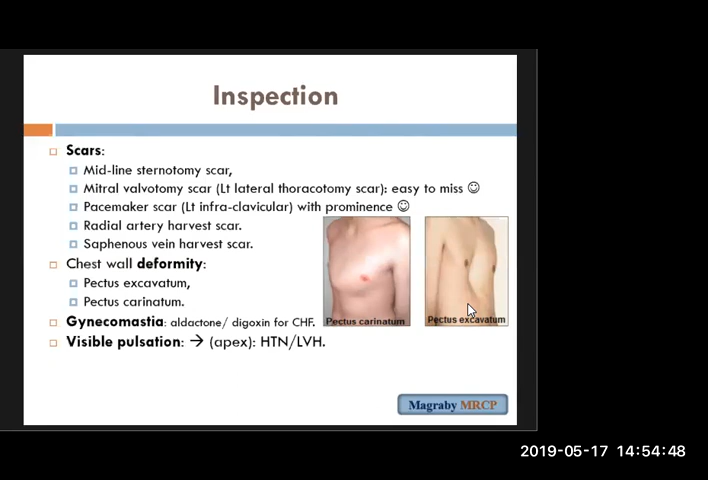 Inspection
Scars:
Mid-line sternotomy scar,
Mitral valvotomy scar (Lt lateral thoracotomy scar): easy to miss ☺
Pacemaker scar (Lt infra-clavicular) with prominence ☺
Radial artery harvest scar.
Saphenous vein harvest scar.
Chest wall deformity:
Pectus excavatum,
Pectus carinatum.
Gynecomastia: aldactone/ digoxin for CHF.
Visible pulsation: → (apex): HTN/LVH.
Pectus carinatum
Pectus excavatum
Magraby MRCP
2019-05-17 14:54:48